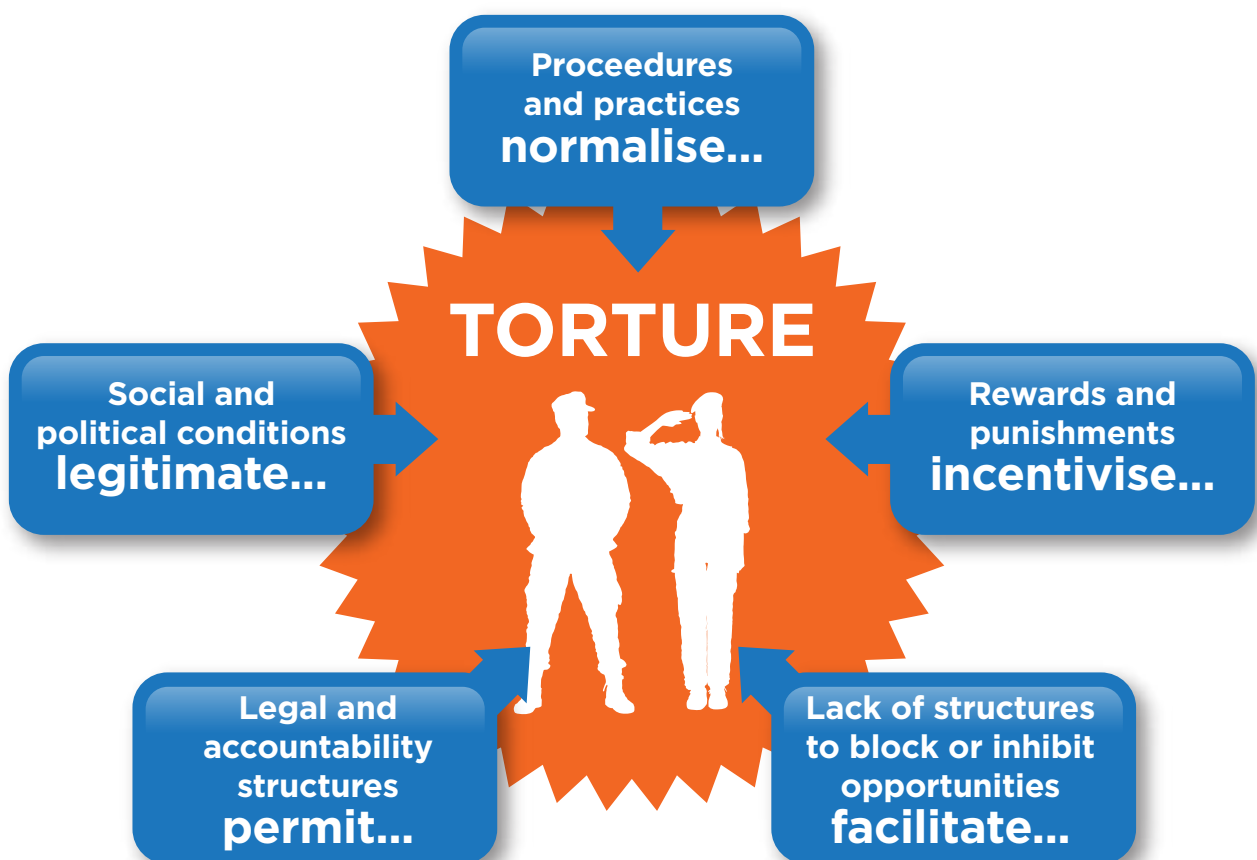 Proceedures
and practices
normalise...
TORTURE
Social and
political conditions
legitimate...
Rewards and
punishments
incentivise...
Legal and
accountability
structures
permit...
Lack of structures
to block or inhibit
opportunities
facilitate...